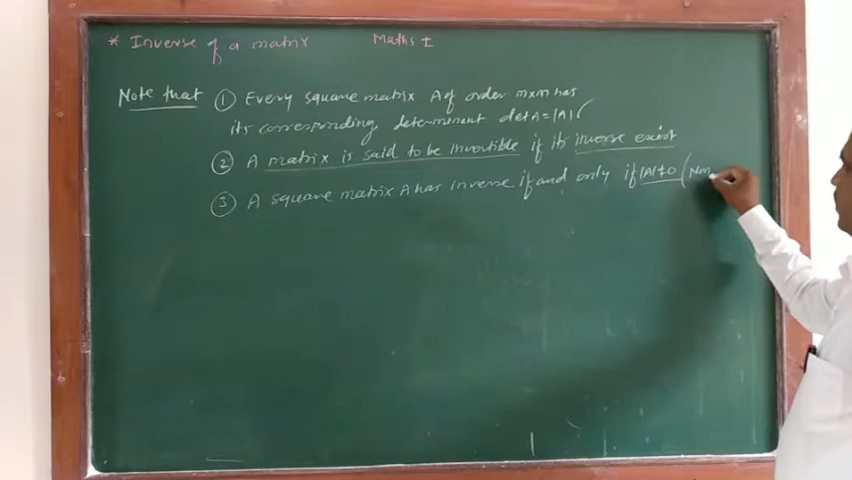 * Inverse of a matrix Maths I
Note that ① Every square matrix A of order nxn has
its corresponding determinant detA=|A|
② A matrix is said to be invertible if its inverse exist
③ A square matrix A has inverse if and only if |A|≠0 (Non